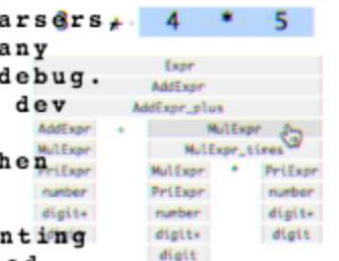 arsers, 4 * 5
any
Expr
debug.
AddExpr
dev AddExpr_plus
AddExpr + MulExpr
MulExpr MulExpr_times
hen PriExpr MulExpr * PriExpr
number PriExpr number
digit+ number digit+
nting digit digit+ digit
digit